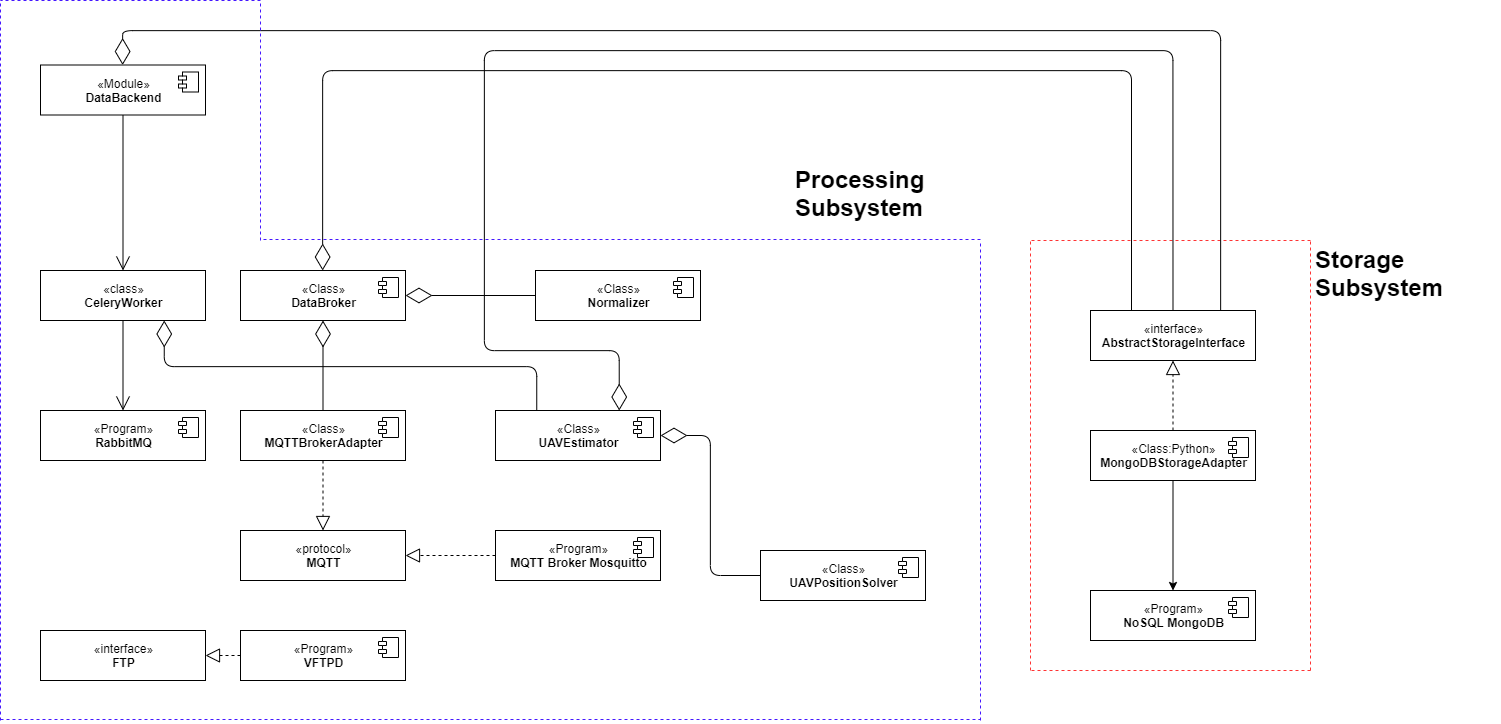 «Module»
DataBackend
Processing
Subsystem
Storage
Subsystem
«class»
CeleryWorker
«Class»
DataBroker
«Class»
Normalizer
«interface»
AbstractStorageInterface
«Program»
RabbitMQ
«Class»
MQTTBrokerAdapter
«Class»
UAVEstimator
«Class:Python»
MongoDBStorageAdapter
«protocol»
MQTT
«Program»
MQTT Broker Mosquitto
«Class»
UAVPositionSolver
«Program»
NoSQL MongoDB
«interface»
FTP
«Program»
VFTPD